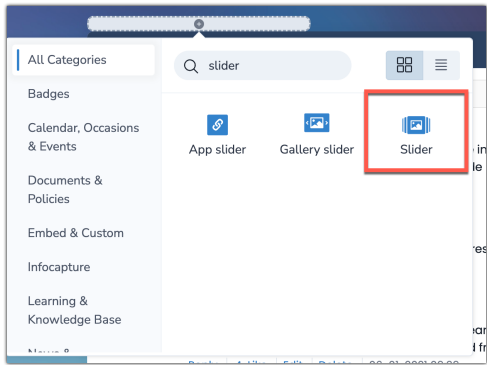 All Categories
slider
Badges
Calendar, Occasions
& Events
App slider
Gallery slider
Slider
Documents &
Policies
Embed & Custom
Infocapture
Learning &
Knowledge Base